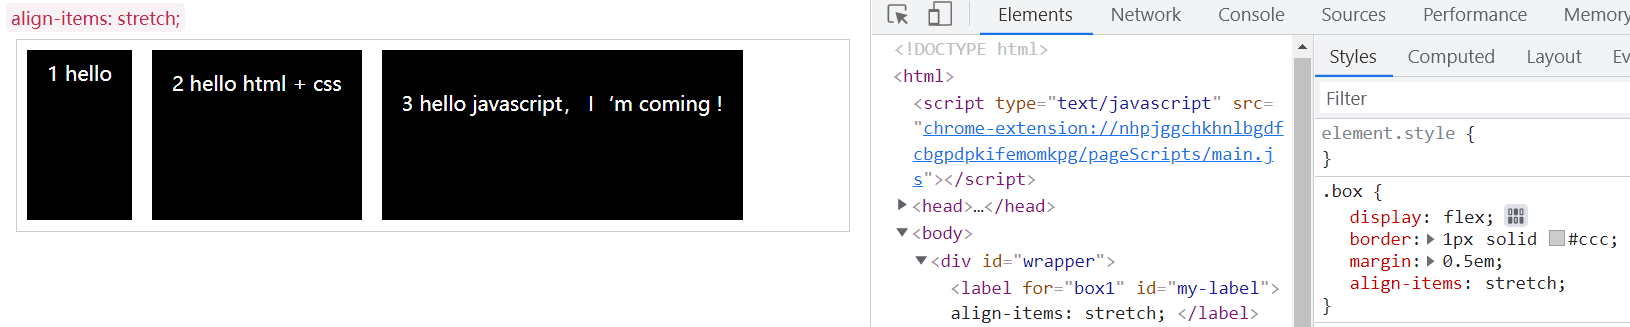 align-items: stretch;
1 hello
2 hello html + css
3 hello javascript， I‘m coming !
Elements Network Console Sources Performance Memory
<!DOCTYPE html>
<html>
<script type="text/javascript" src=
"chrome-extension://nhpjggchkhnlbgdf
cbgpdpkifemomkpg/pageScripts/main.j
s"></script>
<head>…</head>
<body>
<div id="wrapper">
<label for="box1" id="my-label">
align-items: stretch; </label>
Styles Computed Layout Ev
Filter
element.style {
}
.box {
display: flex;
border: 1px solid #ccc;
margin: 0.5em;
align-items: stretch;
}